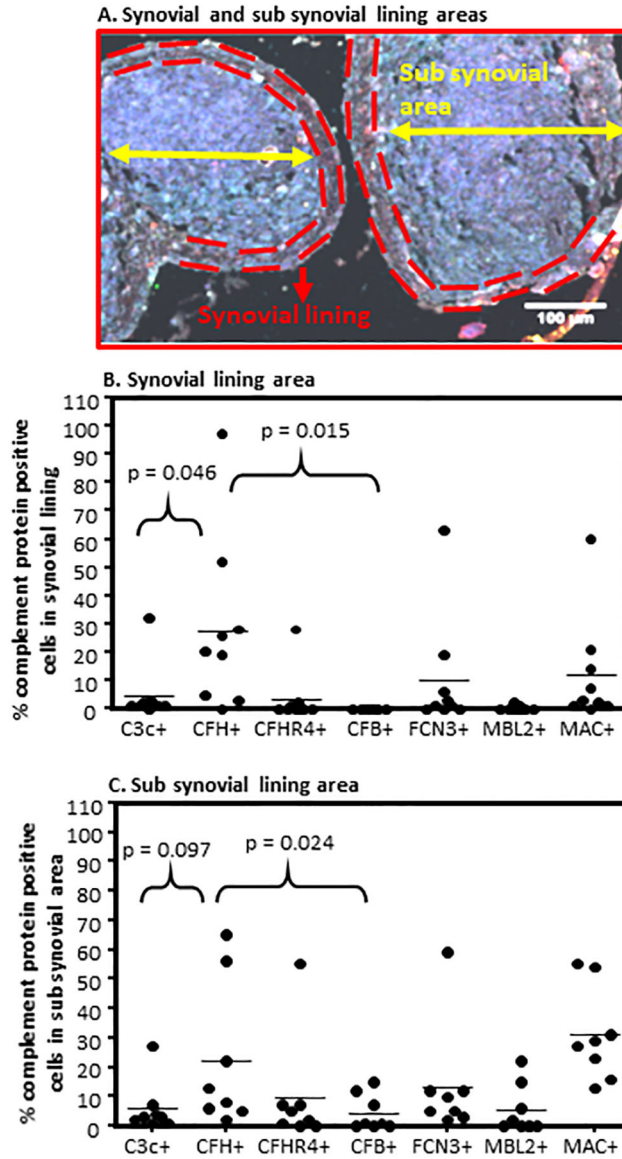 A. Synovial and sub synovial lining areas
Sub synovial
area
Synovial lining
100 µm
B. Synovial lining area
% complement protein positive
cells in synovial lining
110
100
90
80
70
60
50
40
30
20
10
0
p = 0.046
p = 0.015
C3c+ CFH+ CFHR4+ CFB+ FCN3+ MBL2+ MAC+
C. Sub synovial lining area
% complement protein positive
cells in sub synovial area
110
100
90
80
70
60
50
40
30
20
10
0
p = 0.097
p = 0.024
C3c+ CFH+ CFHR4+ CFB+ FCN3+ MBL2+ MAC+